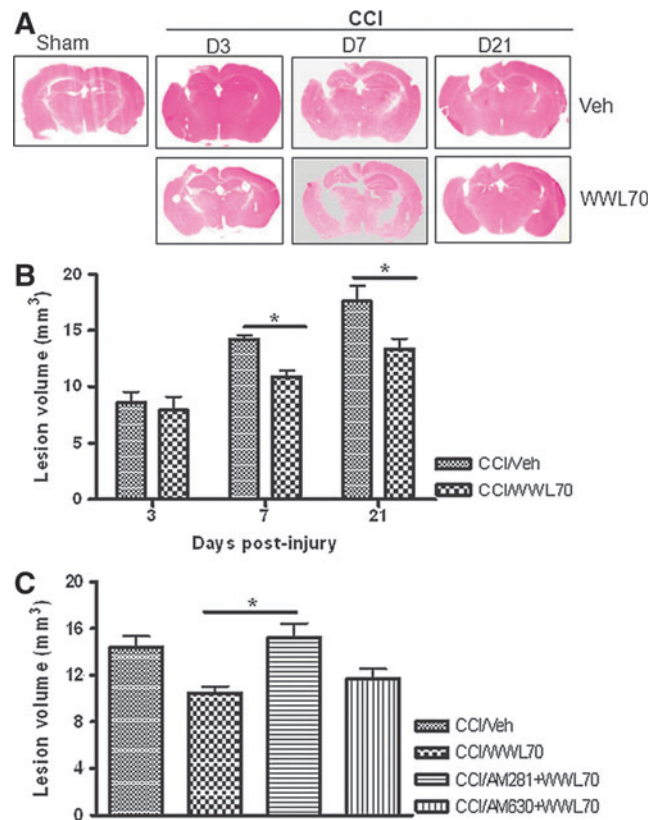 A
CCI
Sham D3 D7 D21
Veh
WWL70
B
Lesion volume (mm3)
20
15
10
5
0
*
*
3 7 21
Days post-injury
CCI/Veh
CCI/WWL70
C
Lesion volume (mm3)
20
16
12
8
4
0
*
CCI/Veh
CCI/WWL70
CCI/AM281+WWL70
CCI/AM630+WWL70